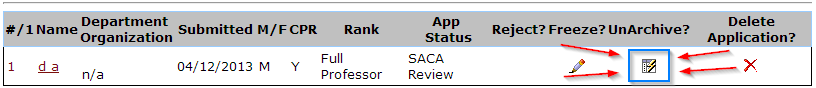 #/1 Name Department Organization Submitted M/F CPR Rank App Status Reject? Freeze? UnArchive? Delete Application?
1 d a n/a 04/12/2013 M Y Full Professor SACA Review